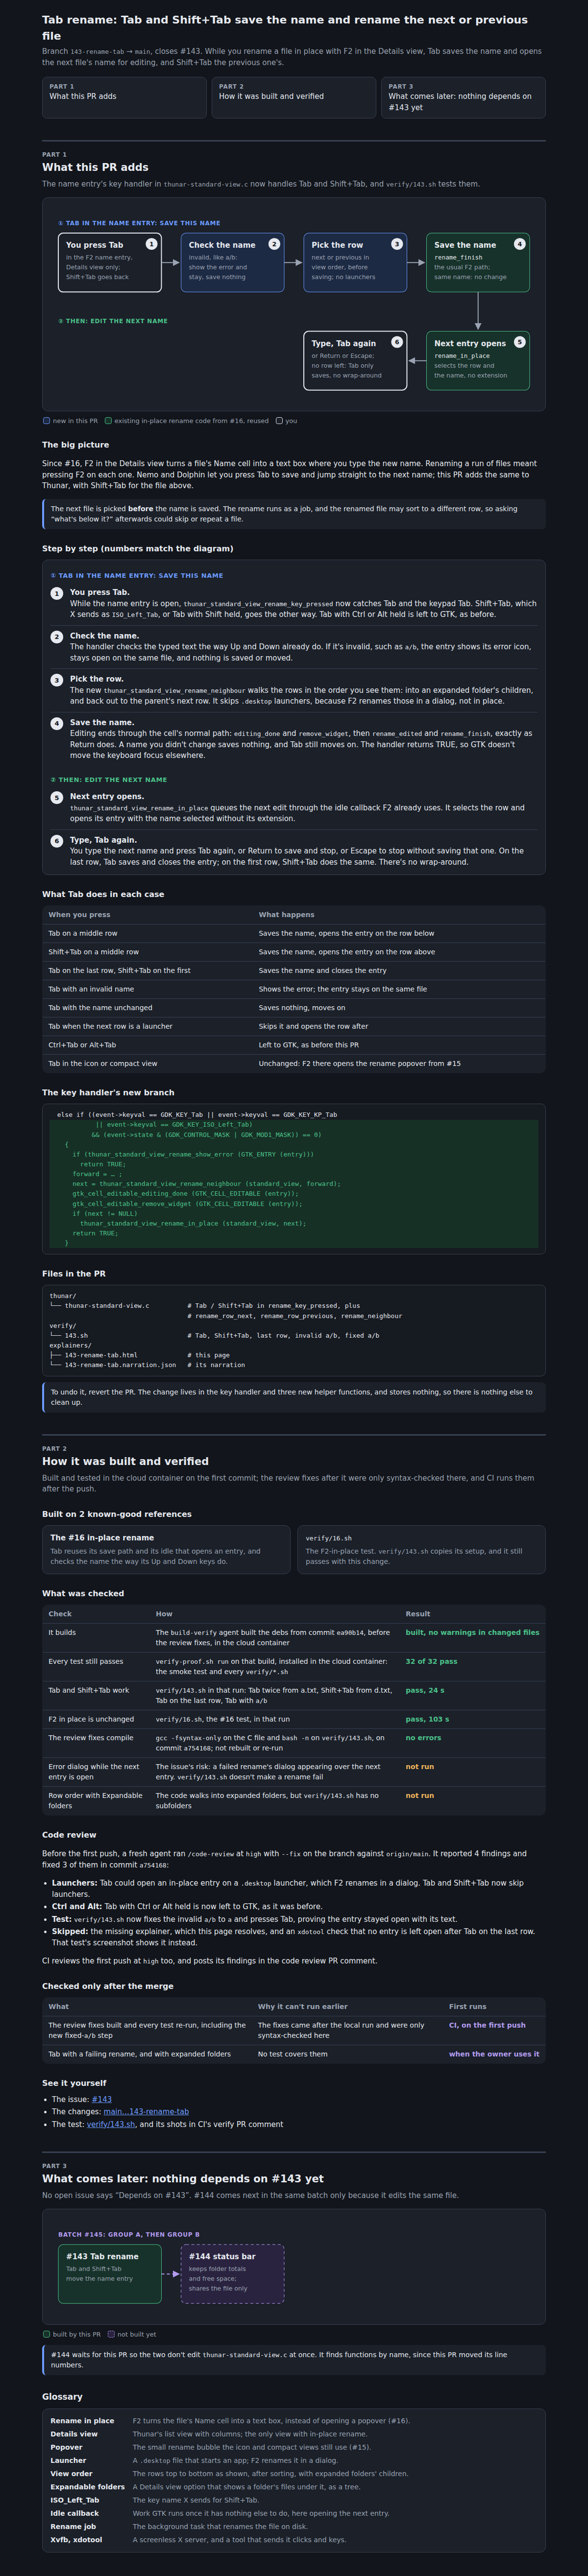 Tab rename: Tab and Shift+Tab save the name and rename the next or previous
file
Branch 143-rename-tab → main, closes #143. While you rename a file in place with F2 in the Details view, Tab saves the name and opens
the next file's name for editing, and Shift+Tab the previous one's.
PART 1
What this PR adds
PART 2
How it was built and verified
PART 3
What comes later: nothing depends on
#143 yet
PART 1
What this PR adds
The name entry's key handler in thunar-standard-view.c now handles Tab and Shift+Tab, and verify/143.sh tests them.
① TAB IN THE NAME ENTRY: SAVE THIS NAME
You press Tab
1
in the F2 name entry.
Details view only;
Shift+Tab goes back
Check the name
2
Invalid, like a/b:
show the error and
stay, save nothing
Pick the row
3
next or previous in
view order, before
saving; no launchers
Save the name
4
rename_finish
the usual F2 path;
same name: no change
② THEN: EDIT THE NEXT NAME
Type, Tab again
6
or Return or Escape;
no row left: Tab only
saves, no wrap-around
Next entry opens
5
rename_in_place
selects the row and
the name, no extension
new in this PR
existing in-place rename code from #16, reused
you
The big picture
Since #16, F2 in the Details view turns a file's Name cell into a text box where you type the new name. Renaming a run of files meant
pressing F2 on each one. Nemo and Dolphin let you press Tab to save and jump straight to the next name; this PR adds the same to
Thunar, with Shift+Tab for the file above.
The next file is picked before the name is saved. The rename runs as a job, and the renamed file may sort to a different row, so asking
"what's below it?" afterwards could skip or repeat a file.
Step by step (numbers match the diagram)
① TAB IN THE NAME ENTRY: SAVE THIS NAME
1
You press Tab.
While the name entry is open, thunar_standard_view_rename_key_pressed now catches Tab and the keypad Tab. Shift+Tab, which
X sends as ISO_Left_Tab, or Tab with Shift held, goes the other way. Tab with Ctrl or Alt held is left to GTK, as before.
2
Check the name.
The handler checks the typed text the way Up and Down already do. If it's invalid, such as a/b, the entry shows its error icon,
stays open on the same file, and nothing is saved or moved.
3
Pick the row.
The new thunar_standard_view_rename_neighbour walks the rows in the order you see them: into an expanded folder's children,
and back out to the parent's next row. It skips .desktop launchers, because F2 renames those in a dialog, not in place.
4
Save the name.
Editing ends through the cell's normal path: editing_done and remove_widget, then rename_edited and rename_finish, exactly as
Return does. A name you didn't change saves nothing, and Tab still moves on. The handler returns TRUE, so GTK doesn't
move the keyboard focus elsewhere.
② THEN: EDIT THE NEXT NAME
5
Next entry opens.
thunar_standard_view_rename_in_place queues the next edit through the idle callback F2 already uses. It selects the row and
opens its entry with the name selected without its extension.
6
Type, Tab again.
You type the next name and press Tab again, or Return to save and stop, or Escape to stop without saving that one. On the
last row, Tab saves and closes the entry; on the first row, Shift+Tab does the same. There's no wrap-around.
What Tab does in each case
When you press
What happens
Tab on a middle row
Saves the name, opens the entry on the row below
Shift+Tab on a middle row
Saves the name, opens the entry on the row above
Tab on the last row, Shift+Tab on the first
Saves the name and closes the entry
Tab with an invalid name
Shows the error; the entry stays on the same file
Tab with the name unchanged
Saves nothing, moves on
Tab when the next row is a launcher
Skips it and opens the row after
Ctrl+Tab or Alt+Tab
Left to GTK, as before this PR
Tab in the icon or compact view
Unchanged: F2 there opens the rename popover from #15
The key handler's new branch
else if ((event->keyval == GDK_KEY_Tab || event->keyval == GDK_KEY_KP_Tab
|| event->keyval == GDK_KEY_ISO_Left_Tab)
&& (event->state & (GDK_CONTROL_MASK | GDK_MOD1_MASK)) == 0)
{
if (thunar_standard_view_rename_show_error (GTK_ENTRY (entry)))
return TRUE;
forward = … ;
next = thunar_standard_view_rename_neighbour (standard_view, forward);
gtk_cell_editable_editing_done (GTK_CELL_EDITABLE (entry));
gtk_cell_editable_remove_widget (GTK_CELL_EDITABLE (entry));
if (next != NULL)
thunar_standard_view_rename_in_place (standard_view, next);
return TRUE;
}
Files in the PR
thunar/
└── thunar-standard-view.c # Tab / Shift+Tab in rename_key_pressed, plus
# rename_row_next, rename_row_previous, rename_neighbour
verify/
└── 143.sh # Tab, Shift+Tab, last row, invalid a/b, fixed a/b
explainers/
├── 143-rename-tab.html # this page
└── 143-rename-tab.narration.json # its narration
To undo it, revert the PR. The change lives in the key handler and three new helper functions, and stores nothing, so there is nothing else to
clean up.
PART 2
How it was built and verified
Built and tested in the cloud container on the first commit; the review fixes after it were only syntax-checked there, and CI runs them
after the push.
Built on 2 known-good references
The #16 in-place rename
Tab reuses its save path and its idle that opens an entry, and
checks the name the way its Up and Down keys do.
verify/16.sh
The F2-in-place test. verify/143.sh copies its setup, and it still
passes with this change.
What was checked
Check
How
Result
It builds
The build-verify agent built the debs from commit ea90b14, before
the review fixes, in the cloud container
built, no warnings in changed files
Every test still passes
verify-proof.sh run on that build, installed in the cloud container:
the smoke test and every verify/*.sh
32 of 32 pass
Tab and Shift+Tab work
verify/143.sh in that run: Tab twice from a.txt, Shift+Tab from d.txt,
Tab on the last row, Tab with a/b
pass, 24 s
F2 in place is unchanged
verify/16.sh, the #16 test, in that run
pass, 103 s
The review fixes compile
gcc -fsyntax-only on the C file and bash -n on verify/143.sh, on
commit a754168; not rebuilt or re-run
no errors
Error dialog while the next
entry is open
The issue's risk: a failed rename's dialog appearing over the next
entry. verify/143.sh doesn't make a rename fail
not run
Row order with Expandable
folders
The code walks into expanded folders, but verify/143.sh has no
subfolders
not run
Code review
Before the first push, a fresh agent ran /code-review at high with --fix on the branch against origin/main. It reported 4 findings and
fixed 3 of them in commit a754168:
• Launchers: Tab could open an in-place entry on a .desktop launcher, which F2 renames in a dialog. Tab and Shift+Tab now skip
launchers.
• Ctrl and Alt: Tab with Ctrl or Alt held is now left to GTK, as it was before.
• Test: verify/143.sh now fixes the invalid a/b to a and presses Tab, proving the entry stayed open with its text.
• Skipped: the missing explainer, which this page resolves, and an xdotool check that no entry is left open after Tab on the last row.
That test's screenshot shows it instead.
CI reviews the first push at high too, and posts its findings in the code review PR comment.
Checked only after the merge
What
Why it can't run earlier
First runs
The review fixes built and every test re-run, including the
new fixed-a/b step
The fixes came after the local run and were only
syntax-checked here
CI, on the first push
Tab with a failing rename, and with expanded folders
No test covers them
when the owner uses it
See it yourself
• The issue: #143
• The changes: main...143-rename-tab
• The test: verify/143.sh, and its shots in CI's verify PR comment
PART 3
What comes later: nothing depends on #143 yet
No open issue says "Depends on #143". #144 comes next in the same batch only because it edits the same file.
BATCH #145: GROUP A, THEN GROUP B
#143 Tab rename
Tab and Shift+Tab
move the name entry
#144 status bar
keeps folder totals
and free space;
shares the file only
built by this PR
not built yet
#144 waits for this PR so the two don't edit thunar-standard-view.c at once. It finds functions by name, since this PR moved its line
numbers.
Glossary
Rename in place
F2 turns the file's Name cell into a text box, instead of opening a popover (#16).
Details view
Thunar's list view with columns; the only view with in-place rename.
Popover
The small rename bubble the icon and compact views still use (#15).
Launcher
A .desktop file that starts an app; F2 renames it in a dialog.
View order
The rows top to bottom as shown, after sorting, with expanded folders' children.
Expandable folders
A Details view option that shows a folder's files under it, as a tree.
ISO_Left_Tab
The key name X sends for Shift+Tab.
Idle callback
Work GTK runs once it has nothing else to do, here opening the next entry.
Rename job
The background task that renames the file on disk.
Xvfb, xdotool
A screenless X server, and a tool that sends it clicks and keys.